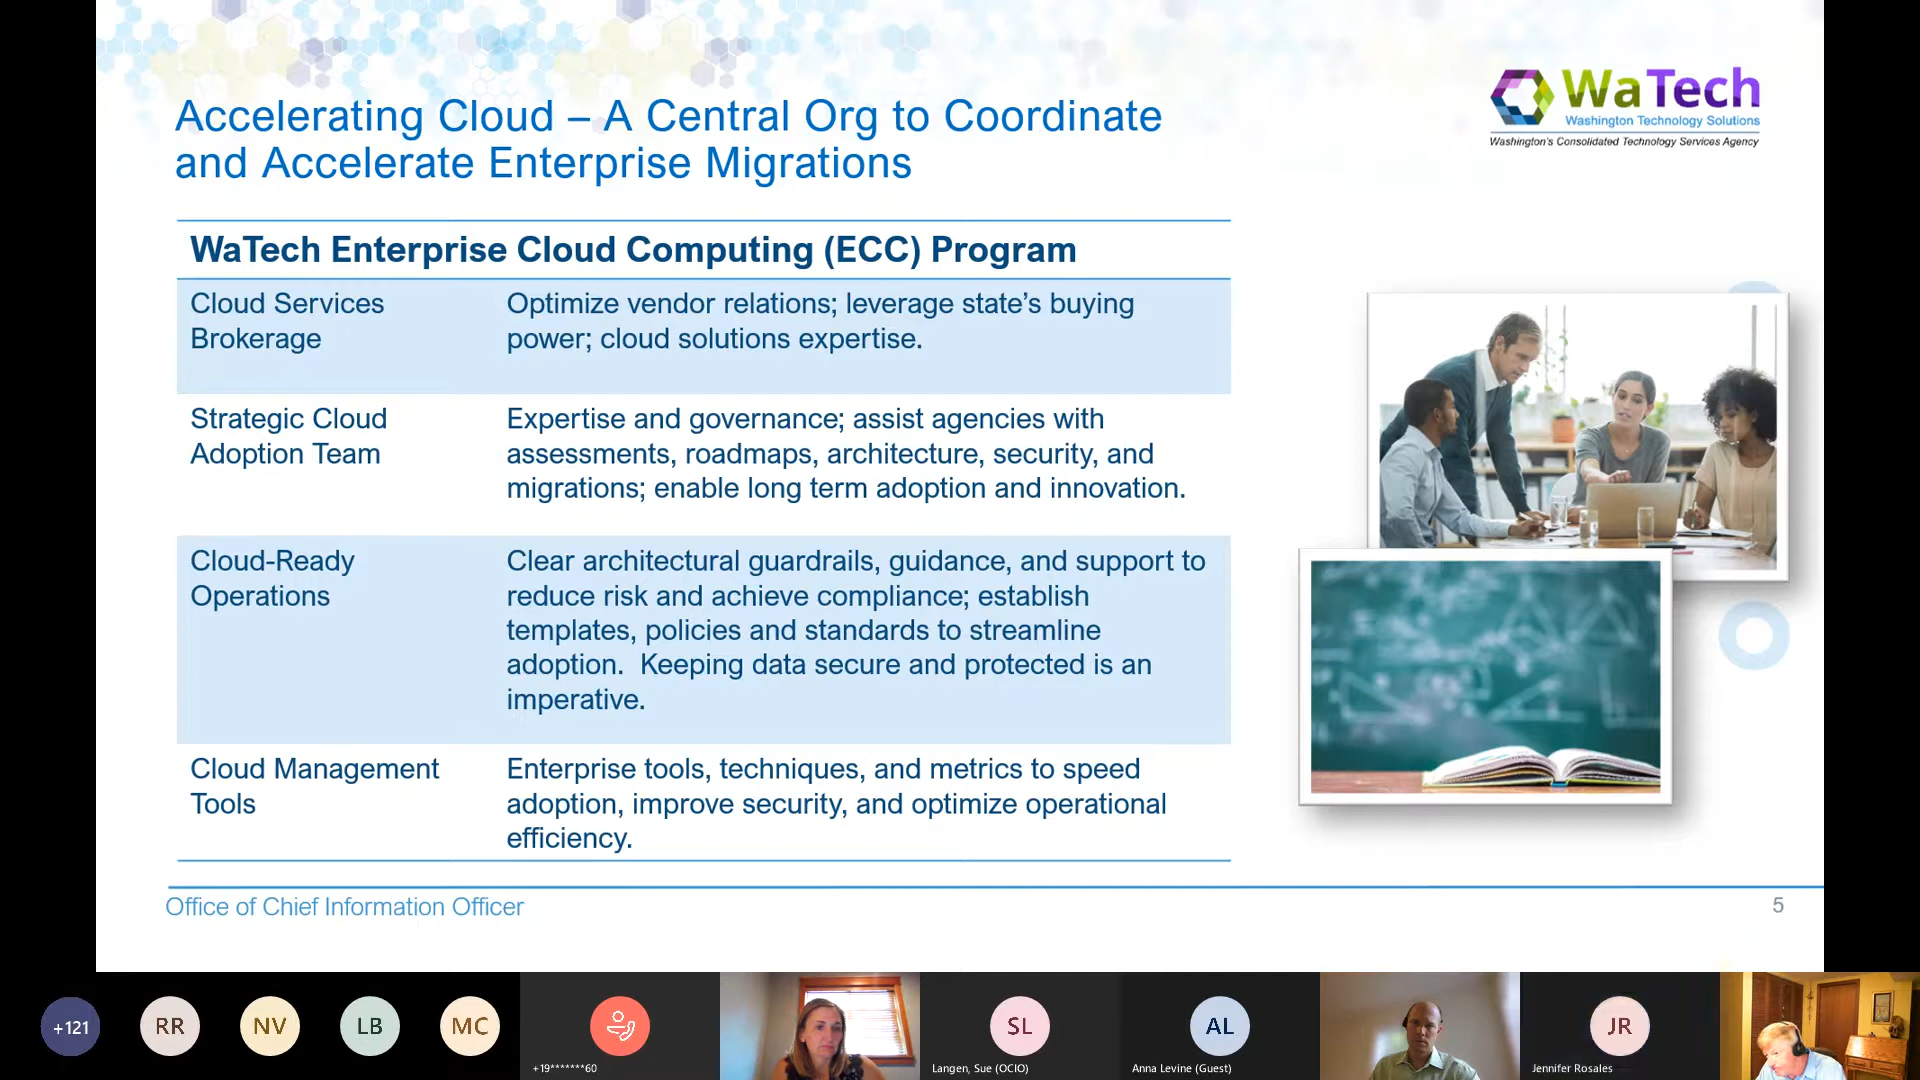 Accelerating Cloud – A Central Org to Coordinate
and Accelerate Enterprise Migrations
WaTech
Washington Technology Solutions
Washington's Consolidated Technology Services Agency
WaTech Enterprise Cloud Computing (ECC) Program
Cloud Services
Brokerage
Optimize vendor relations; leverage state’s buying
power; cloud solutions expertise.
Strategic Cloud
Adoption Team
Expertise and governance; assist agencies with
assessments, roadmaps, architecture, security, and
migrations; enable long term adoption and innovation.
Cloud-Ready
Operations
Clear architectural guardrails, guidance, and support to
reduce risk and achieve compliance; establish
templates, policies and standards to streamline
adoption.  Keeping data secure and protected is an
imperative.
Cloud Management
Tools
Enterprise tools, techniques, and metrics to speed
adoption, improve security, and optimize operational
efficiency.
Office of Chief Information Officer
5
+121
RR
NV
LB
MC
+19*******60
SL
Langen, Sue (OCIO)
AL
Anna Levine (Guest)
JR
Jennifer Rosales